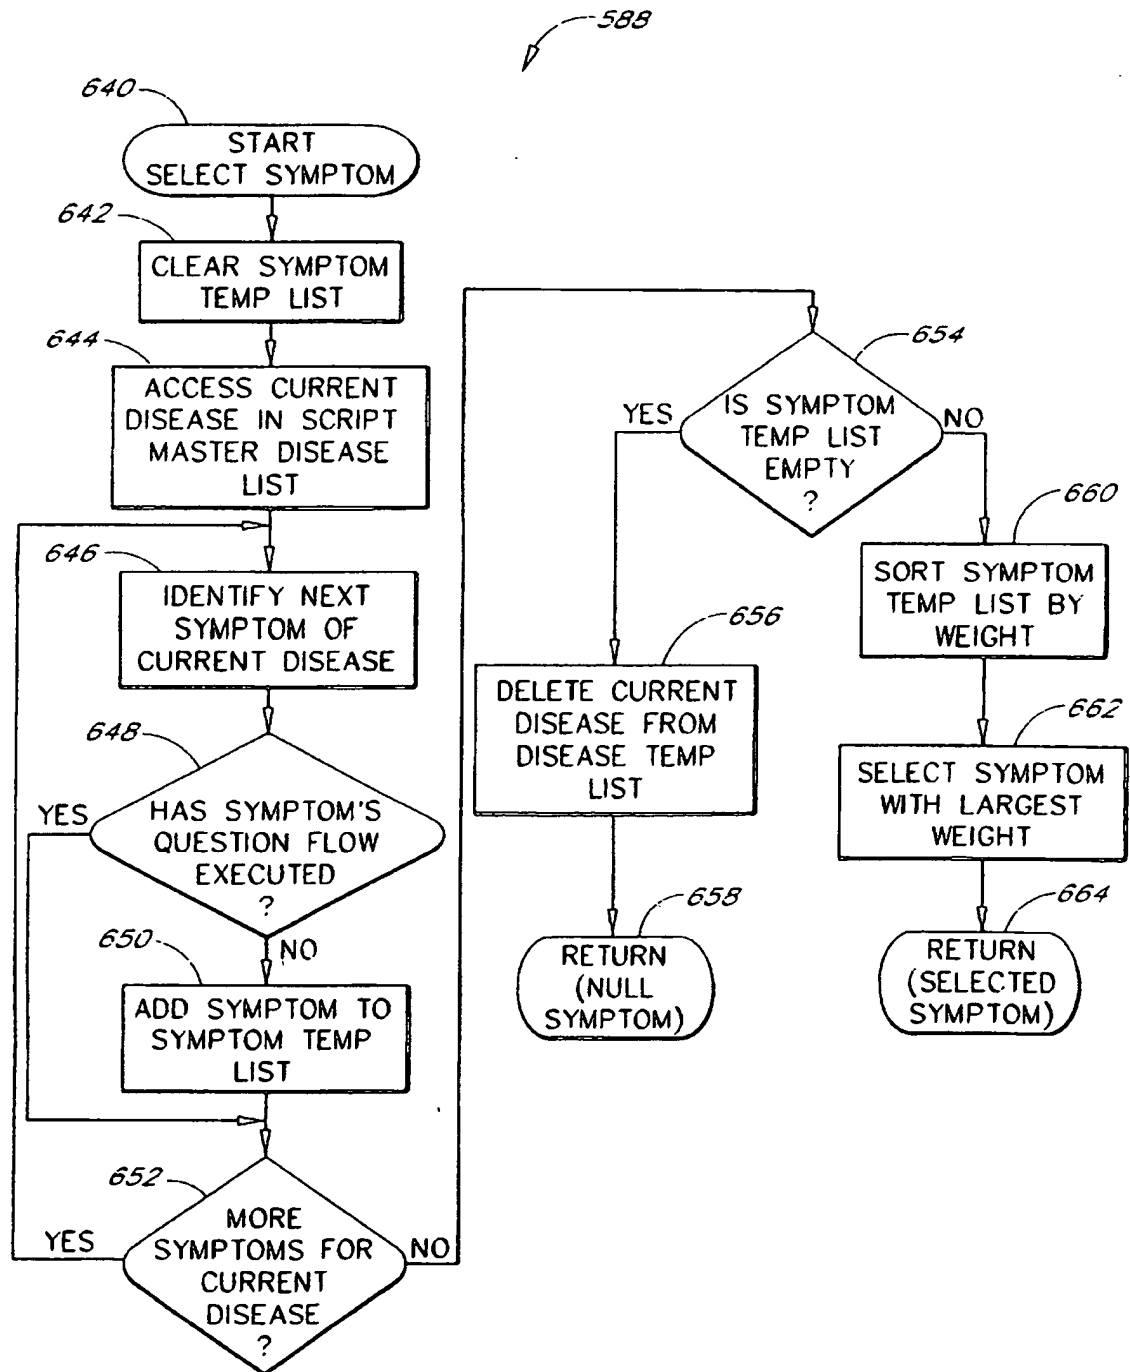 588
640
START
SELECT SYMPTOM
642
CLEAR SYMPTOM
TEMP LIST
644
ACCESS CURRENT
DISEASE IN SCRIPT
MASTER DISEASE
LIST
646
IDENTIFY NEXT
SYMPTOM OF
CURRENT DISEASE
648
YES
HAS SYMPTOM'S
QUESTION FLOW
EXECUTED
?
NO
650
ADD SYMPTOM TO
SYMPTOM TEMP
LIST
652
YES
MORE
SYMPTOMS FOR
CURRENT
DISEASE
?
NO
654
YES
IS SYMPTOM
TEMP LIST
EMPTY
?
NO
656
DELETE CURRENT
DISEASE FROM
DISEASE TEMP
LIST
658
RETURN
(NULL
SYMPTOM)
660
SORT SYMPTOM
TEMP LIST BY
WEIGHT
662
SELECT SYMPTOM
WITH LARGEST
WEIGHT
664
RETURN
(SELECTED
SYMPTOM)